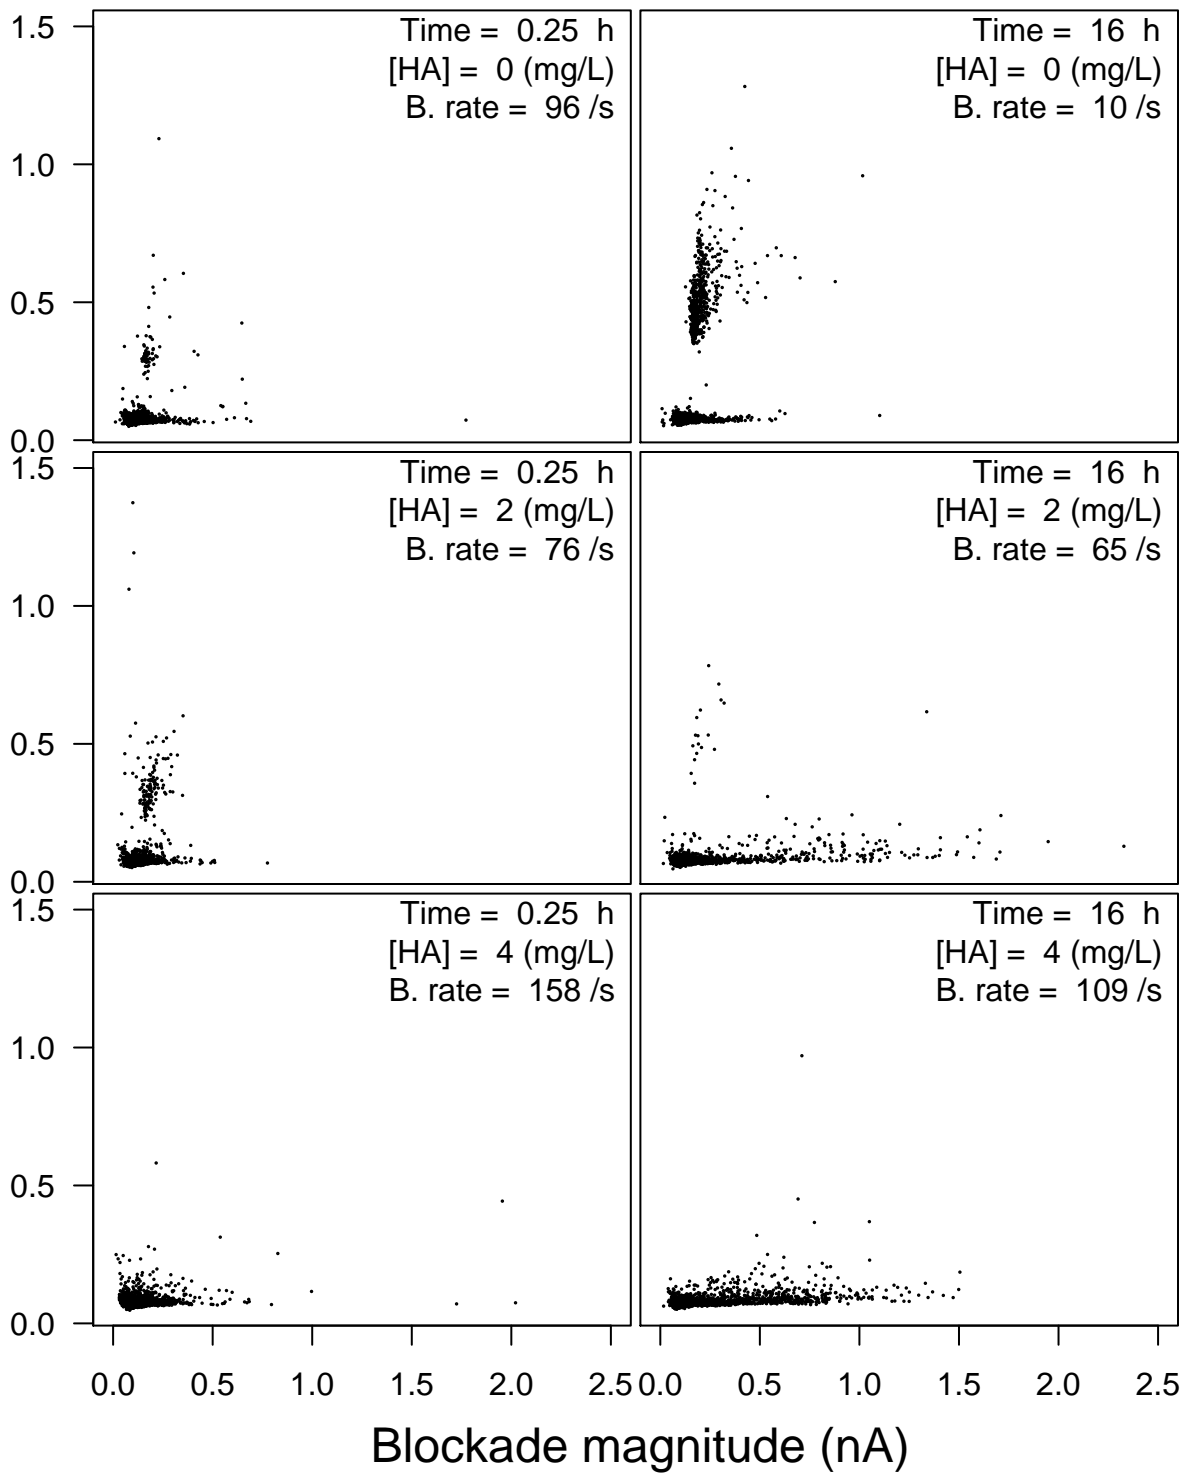 1.5
1.0
0.5
0.0
Time = 0.25 h
[HA] = 0 (mg/L)
B. rate = 96 /s
Time = 16 h
[HA] = 0 (mg/L)
B. rate = 10 /s
1.5
1.0
0.5
0.0
Time = 0.25 h
[HA] = 2 (mg/L)
B. rate = 76 /s
Time = 16 h
[HA] = 2 (mg/L)
B. rate = 65 /s
1.5
1.0
0.5
0.0
Time = 0.25 h
[HA] = 4 (mg/L)
B. rate = 158 /s
Time = 16 h
[HA] = 4 (mg/L)
B. rate = 109 /s
0.0 0.5 1.0 1.5 2.0 2.5 0.0 0.5 1.0 1.5 2.0 2.5
Blockade magnitude (nA)